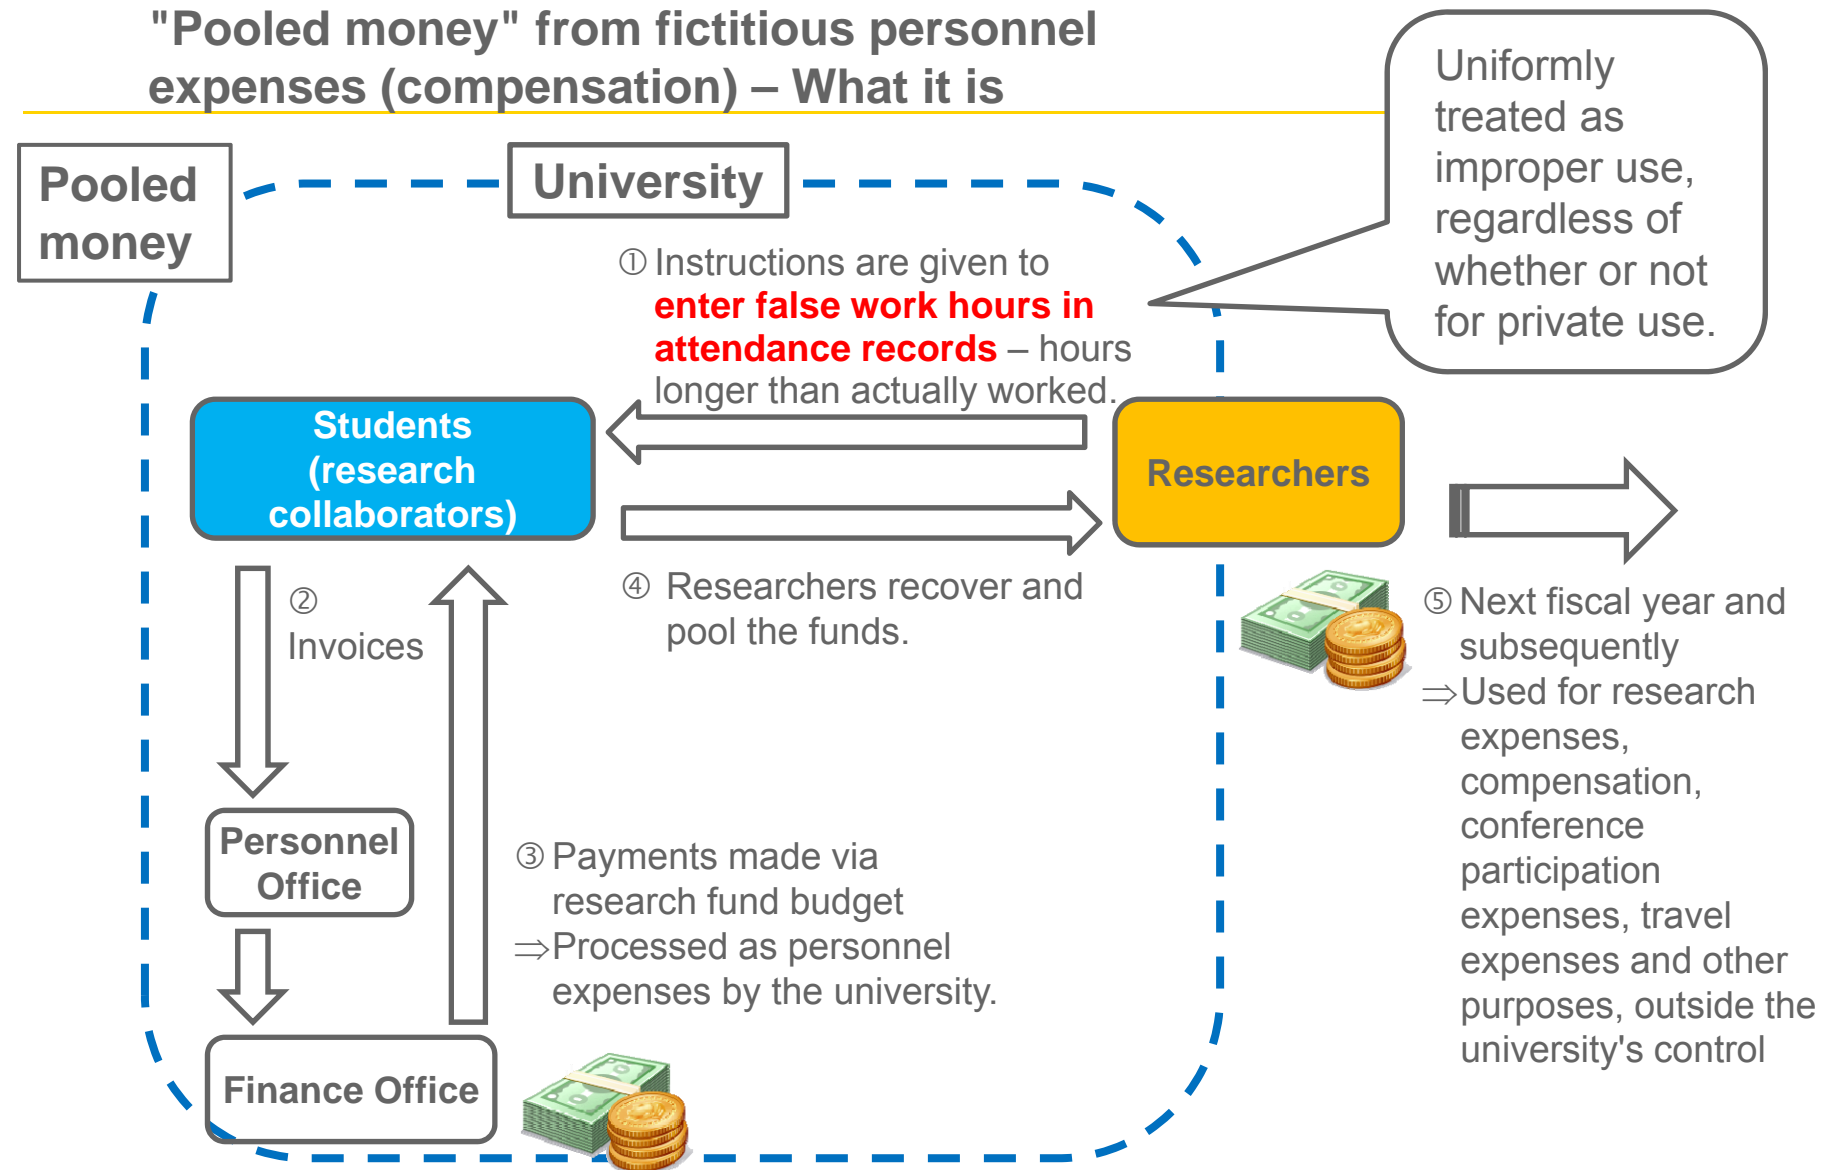 "Pooled money" from fictitious personnel
expenses (compensation) – What it is
Uniformly
treated as
improper use,
regardless of
whether or not
for private use.
Pooled
money
University
① Instructions are given to
enter false work hours in
attendance records – hours
longer than actually worked.
Students
(research
collaborators)
Researchers
②
Invoices
④ Researchers recover and
pool the funds.
⑤ Next fiscal year and
subsequently
⇒Used for research
expenses,
compensation,
conference
participation
expenses, travel
expenses and other
purposes, outside the
university's control
Personnel
Office
③ Payments made via
research fund budget
⇒Processed as personnel
expenses by the university.
Finance Office